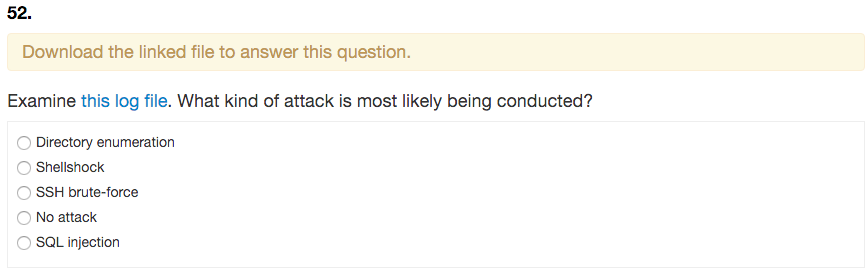 52.
Download the linked file to answer this question.
Examine this log file. What kind of attack is most likely being conducted?
Directory enumeration
Shellshock
SSH brute-force
No attack
SQL injection